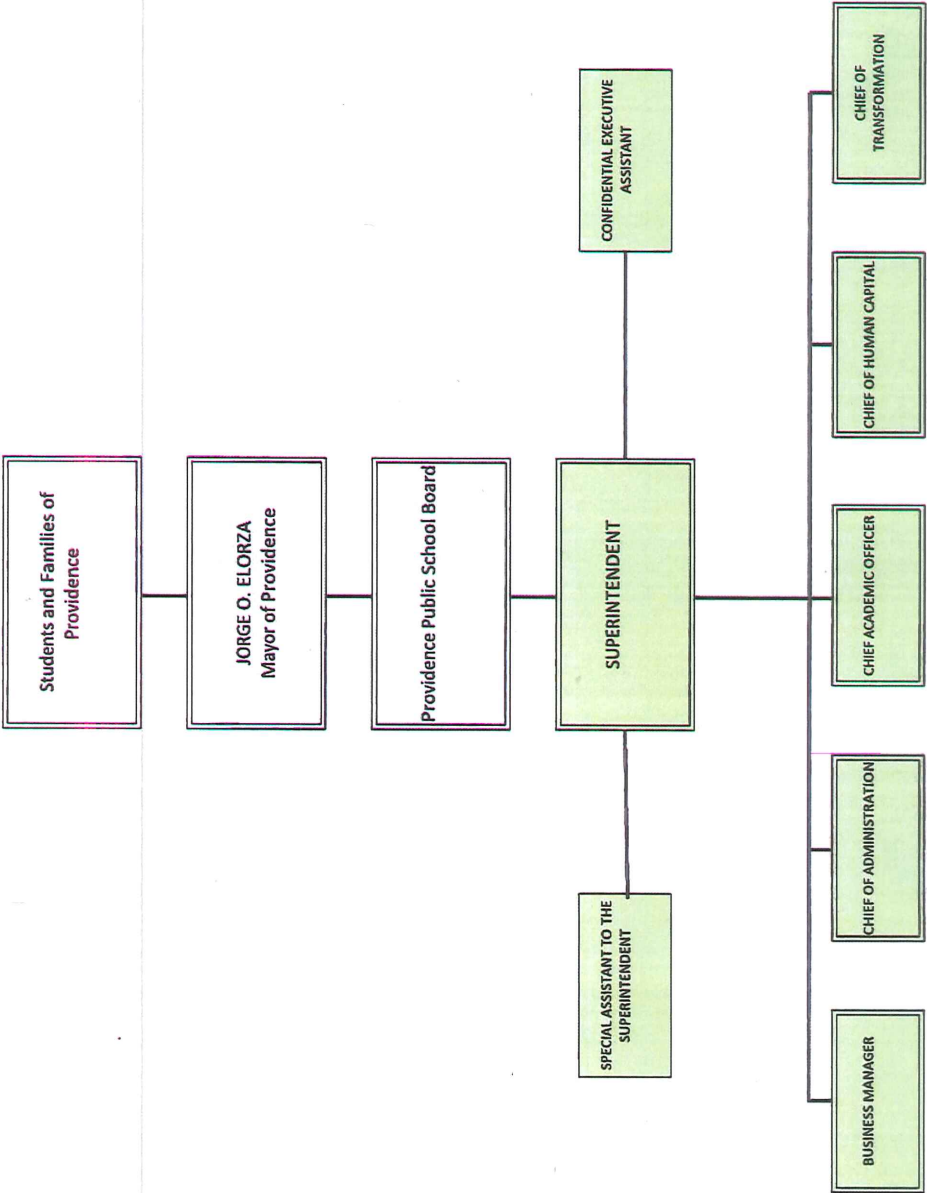 Students and Families of
Providence
JORGE O. ELORZA
Mayor of Providence
Providence Public School Board
SPECIAL ASSISTANT TO THE
SUPERINTENDENT
SUPERINTENDENT
CONFIDENTIAL EXECUTIVE
ASSISTANT
BUSINESS MANAGER
CHIEF OF ADMINISTRATION
CHIEF ACADEMIC OFFICER
CHIEF OF HUMAN CAPITAL
CHIEF OF
TRANSFORMATION